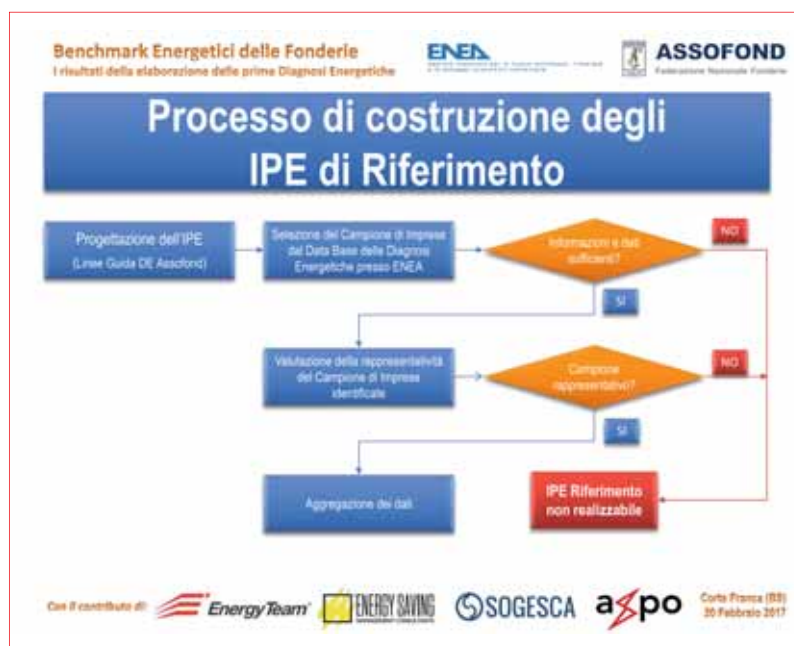 Benchmark Energetici delle Fonderie
I risultati della elaborazione delle prime Diagnosi Energetiche
ENEA
ASSOFOND
Federazione Nazionale Fonderie
Processo di costruzione degli
IPE di Riferimento
Progettazione dell'IPE
(Linee Guida DE Assofond)
Selezione del Campione di Imprese
dal Data Base delle Diagnosi
Energetiche presso ENEA
Informazioni e dati
sufficienti?
NO
SI
Valutazione della rappresentatività
del Campione di Imprese
identificate
Campione
rappresentativo?
NO
SI
Aggregazione dei dati
IPE Riferimento
non realizzabile
Con il contributo di:
EnergyTeam
ENERGY SAVING
SOGESCA
axpo
Corte Franca (BS)
20 Febbraio 2017